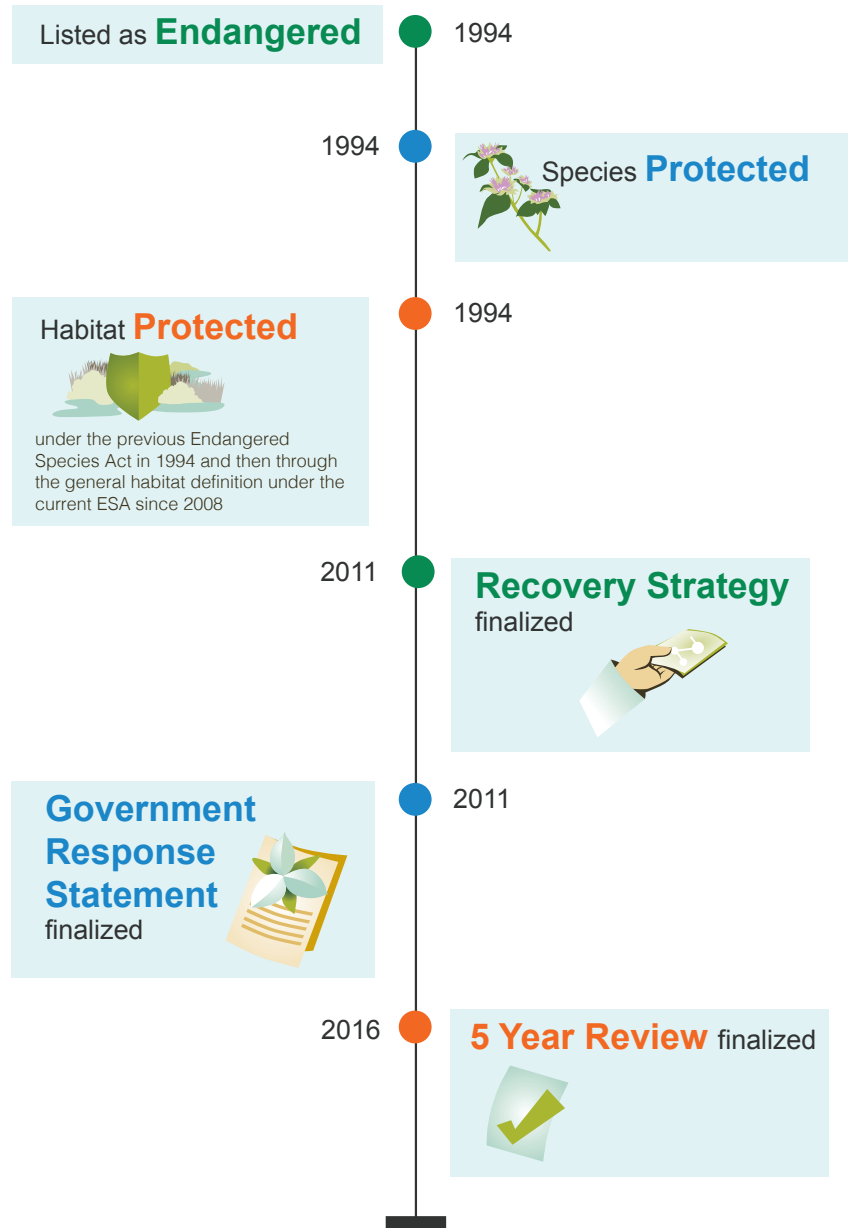 Listed as Endangered
1994
1994
Species Protected
Habitat Protected
1994
under the previous Endangered
Species Act in 1994 and then through
the general habitat definition under the
current ESA since 2008
2011
Recovery Strategy
finalized
Government
Response
Statement
finalized
2011
2016
5 Year Review finalized